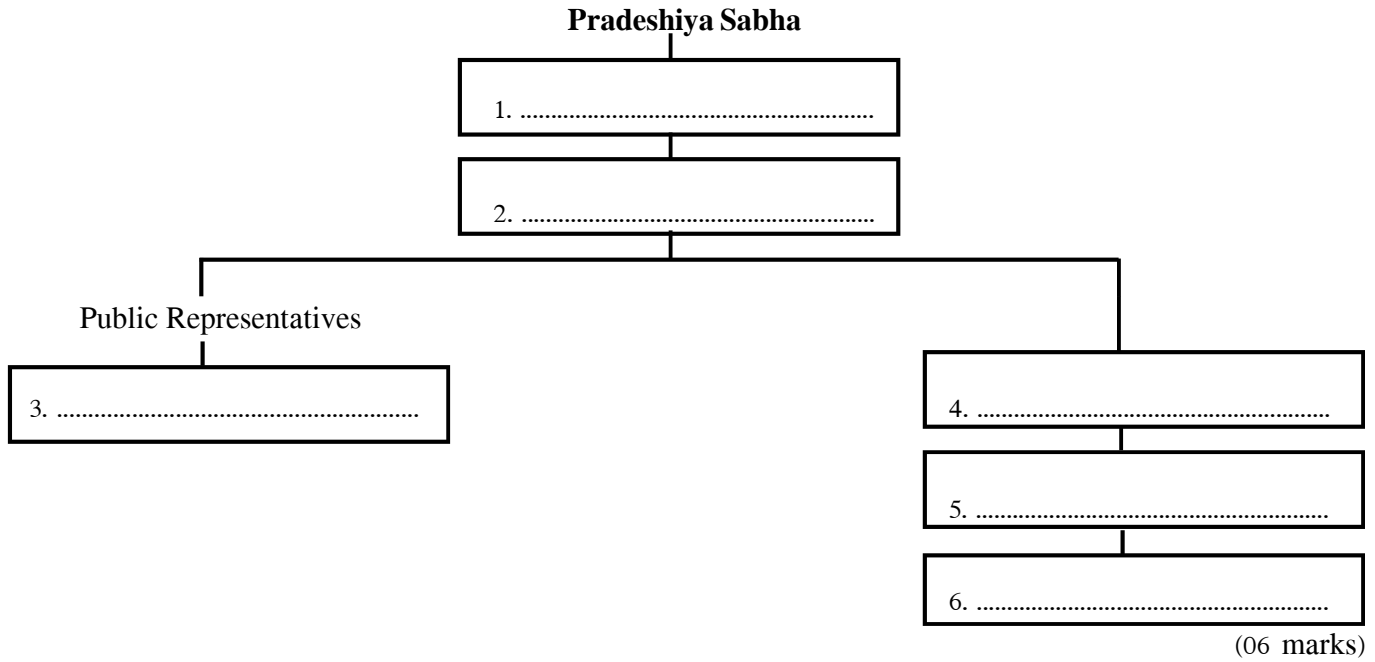 Pradeshiya Sabha
1. ..........................................................
2. ..........................................................
Public Representatives
3. ..........................................................
4. ..........................................................
5. ..........................................................
6. ..........................................................
(06 marks)